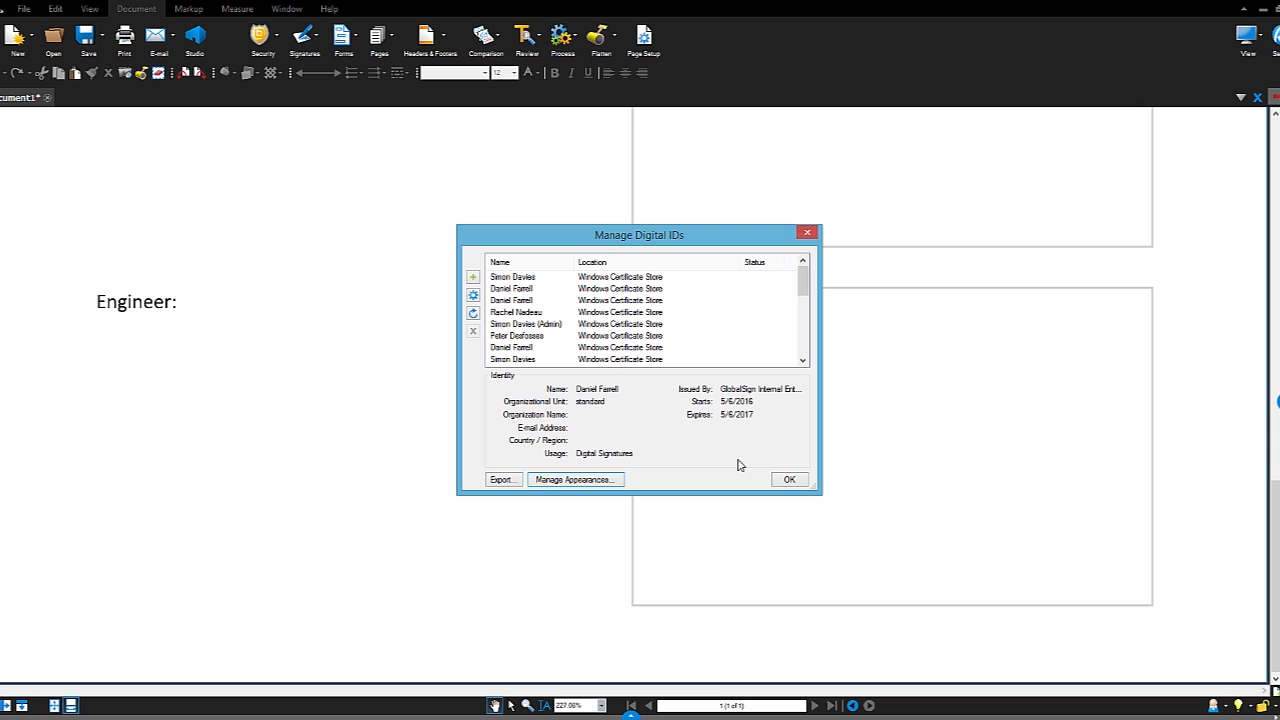 File Edit View Document Markup Measure Window Help
New Open Save Print E-mail Studio Security Signatures Forms Pages Headers & Footers Comparison Review Process Flatten Page Setup View
12 A B I U
cument1*
Manage Digital IDs
Name Location Status
Simon Davies Windows Certificate Store
Daniel Farrell Windows Certificate Store
Daniel Farrell Windows Certificate Store
Rachel Nadeau Windows Certificate Store
Simon Davies (Admin) Windows Certificate Store
Peter Desfosses Windows Certificate Store
Daniel Farrell Windows Certificate Store
Simon Davies Windows Certificate Store
Engineer:
Identity
Name: Daniel Farrell Issued By: GlobalSign Internal Ent...
Organizational Unit: standard Starts: 5/6/2016
Organization Name: Expires: 5/6/2017
E-mail Address:
Country / Region:
Usage: Digital Signatures
Export... Manage Appearances... OK
227.08% 1 (1 of 1)